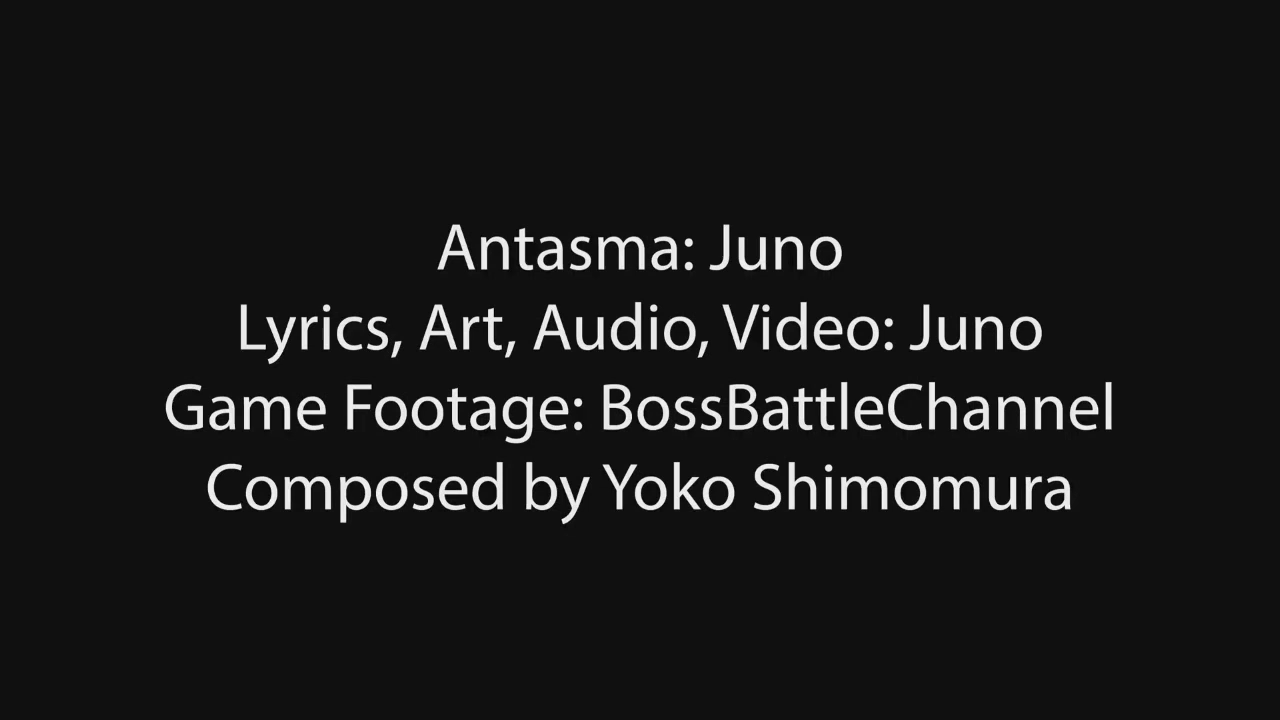 Antasma: Juno
Lyrics, Art, Audio, Video: Juno
Game Footage: BossBattleChannel
Composed by Yoko Shimomura